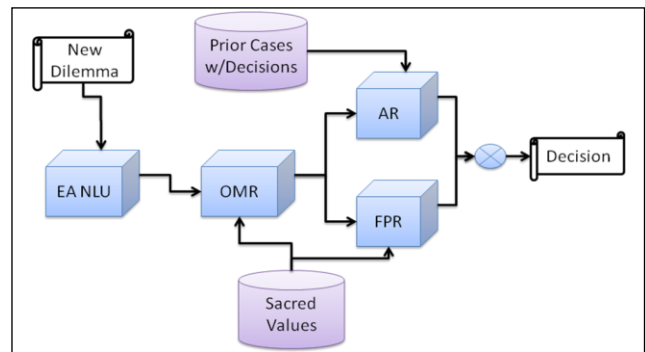 New
Dilemma
Prior Cases
w/Decisions
AR
EA NLU
OMR
FPR
Decision
Sacred
Values